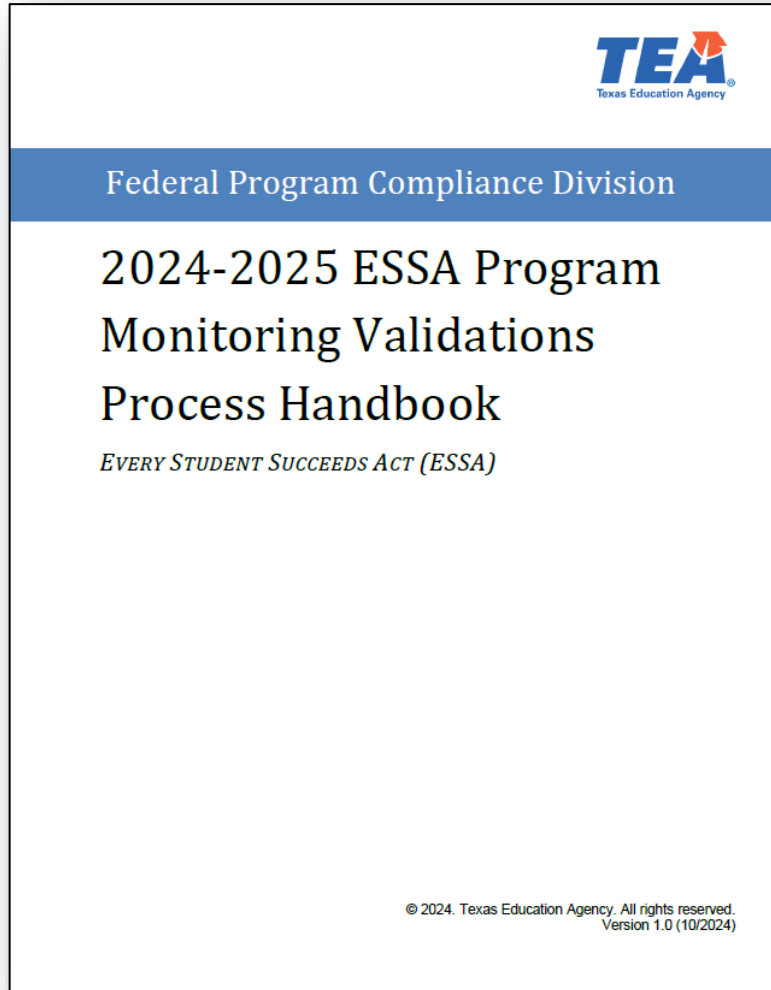 TEA®
Texas Education Agency
Federal Program Compliance Division
2024-2025 ESSA Program
Monitoring Validations
Process Handbook
EVERY STUDENT SUCCEEDS ACT (ESSA)
© 2024. Texas Education Agency. All rights reserved.
Version 1.0 (10/2024)